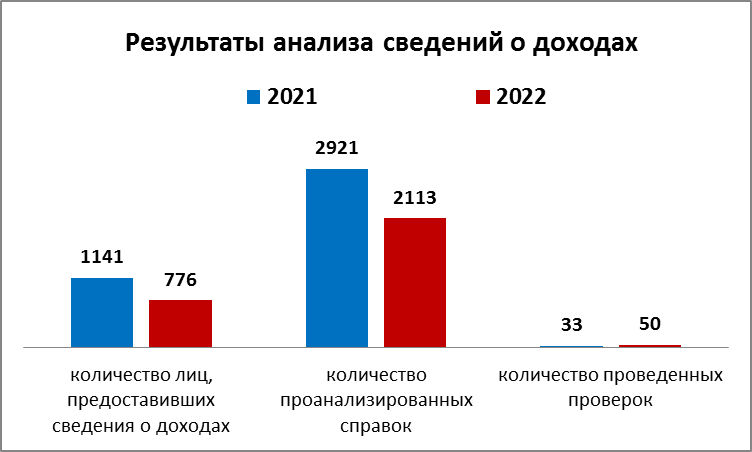 Результаты анализа сведений о доходах
2021 2022
1141 776 2921 2113 33 50
количество лиц,
предоставивших
сведения о доходах
количество
проанализированных
справок
количество проведенных
проверок